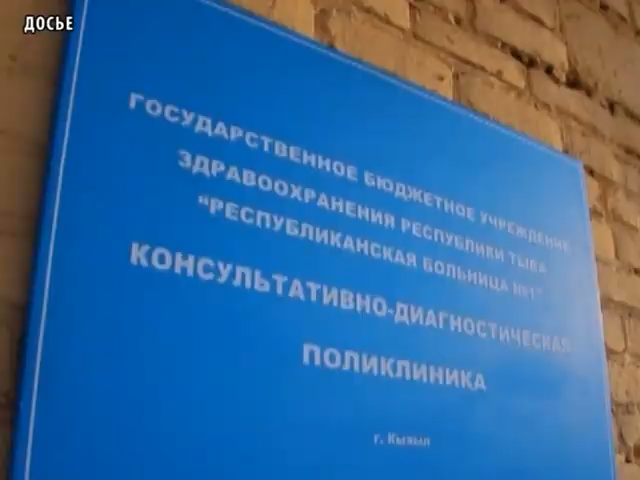 ДОСЬЕ
ГОСУДАРСТВЕННОЕ БЮДЖЕТНОЕ УЧРЕЖДЕНИЕ
ЗДРАВООХРАНЕНИЯ РЕСПУБЛИКИ ТЫВА
"РЕСПУБЛИКАНСКАЯ БОЛЬНИЦА №1"
КОНСУЛЬТАТИВНО-ДИАГНОСТИЧЕСКАЯ
ПОЛИКЛИНИКА
г. Кызыл